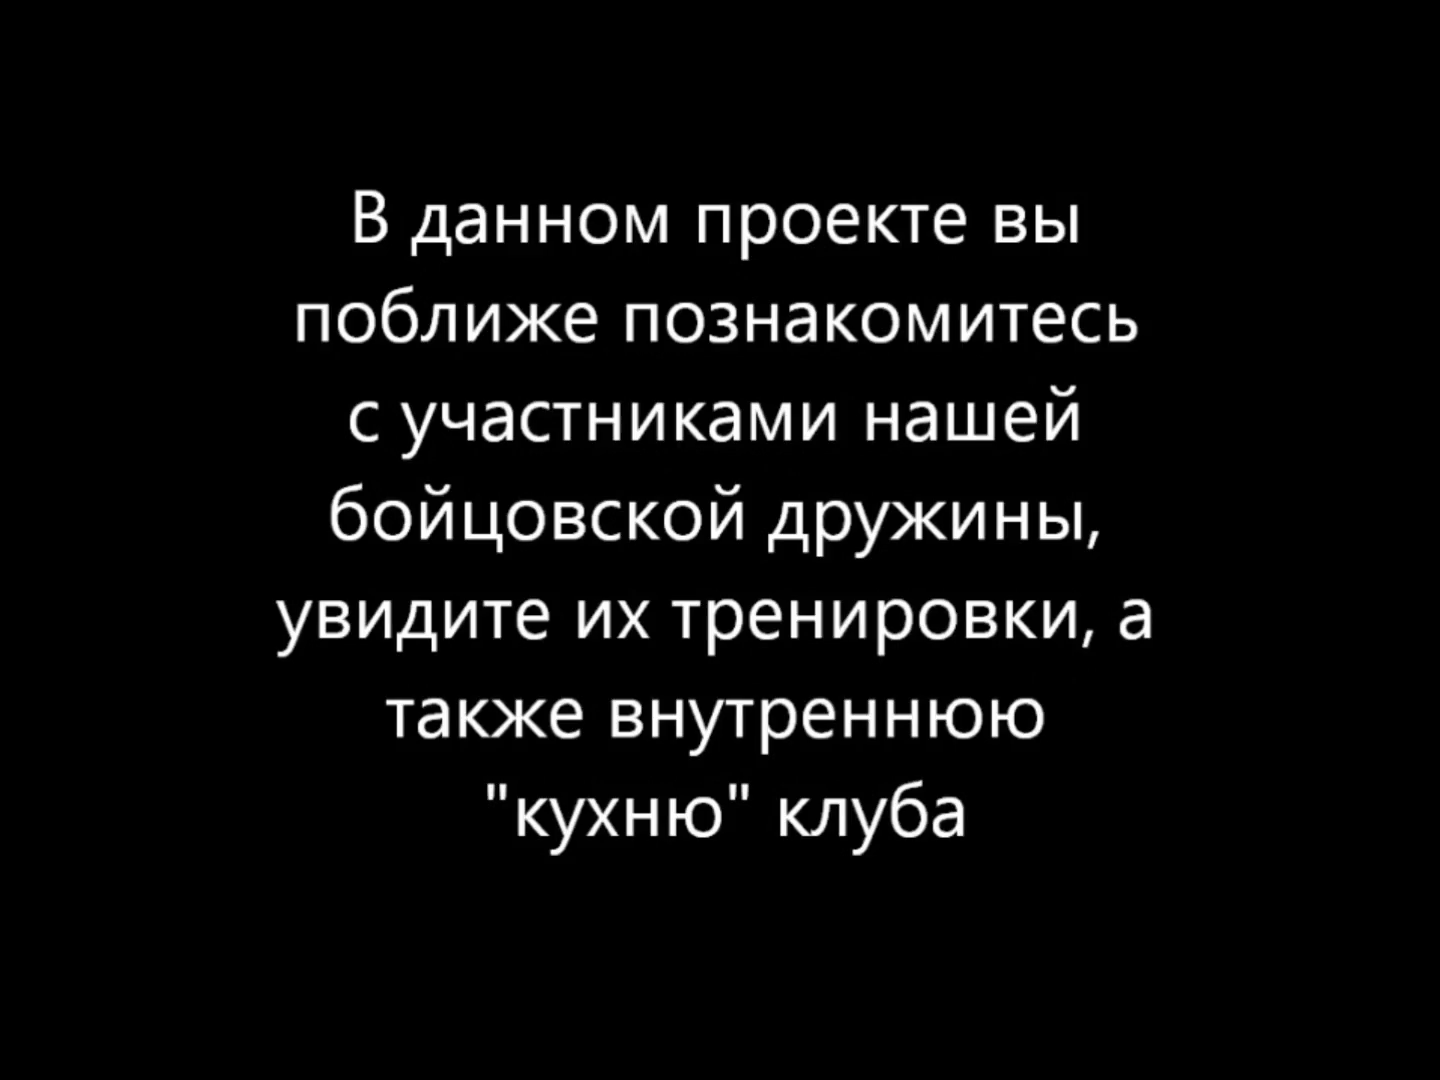 В данном проекте вы
поближе познакомитесь
с участниками нашей
бойцовской дружины,
увидите их тренировки, а
также внутреннюю
"кухню" клуба